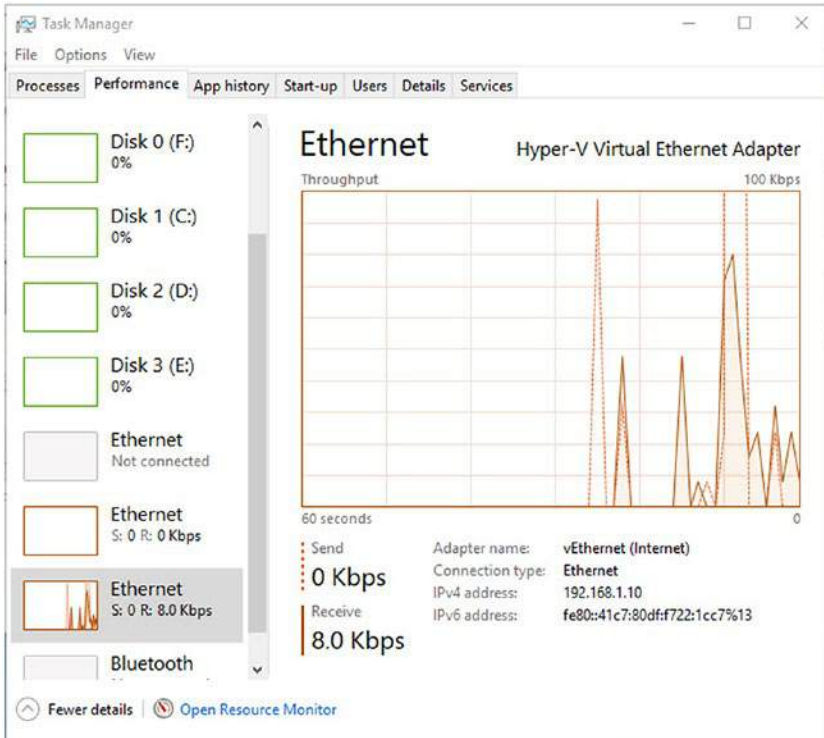 Task Manager
File Options View
Processes Performance App history Start-up Users Details Services
Disk 0 (F:)
0%
Disk 1 (C:)
0%
Disk 2 (D:)
0%
Disk 3 (E:)
0%
Ethernet
Not connected
Ethernet
S: 0 R: 0 Kbps
Ethernet
S: 0 R: 8.0 Kbps
Bluetooth
Ethernet Hyper-V Virtual Ethernet Adapter
Throughput 100 Kbps
60 seconds 0
Send
0 Kbps
Receive
8.0 Kbps
Adapter name: vEthernet (Internet)
Connection type: Ethernet
IPv4 address: 192.168.1.10
IPv6 address: fe80::41c7:80df:f722:1cc7%13
Fewer details Open Resource Monitor